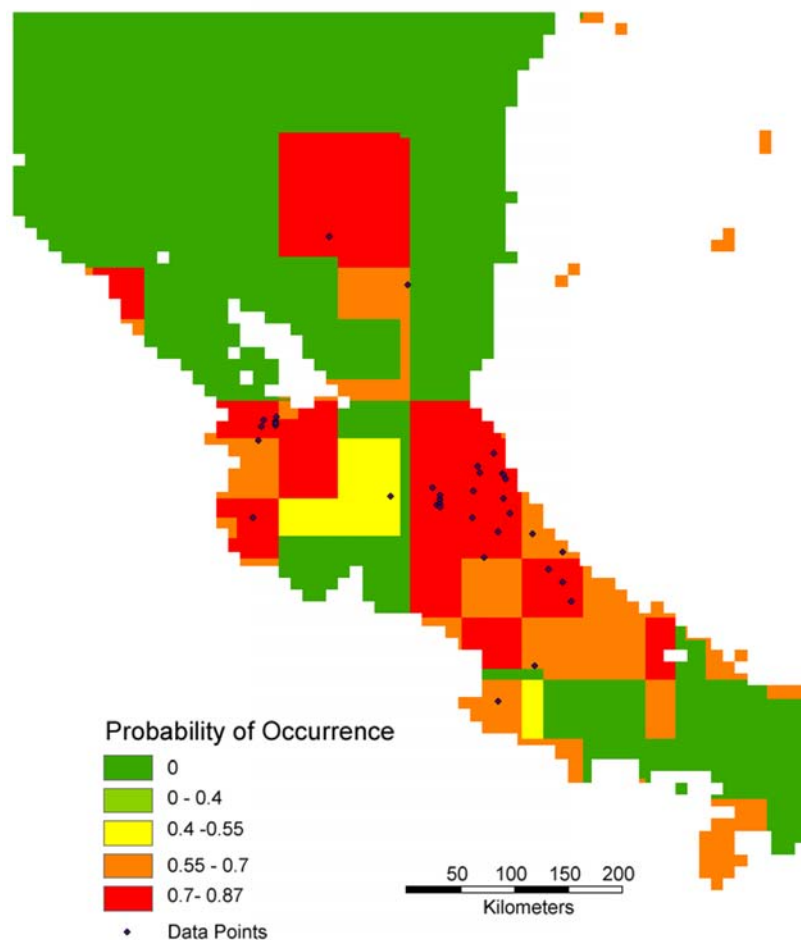 Probability of Occurrence
0
0 - 0.4
0.4 -0.55
0.55 - 0.7
0.7- 0.87
Data Points
50 100 150 200
Kilometers